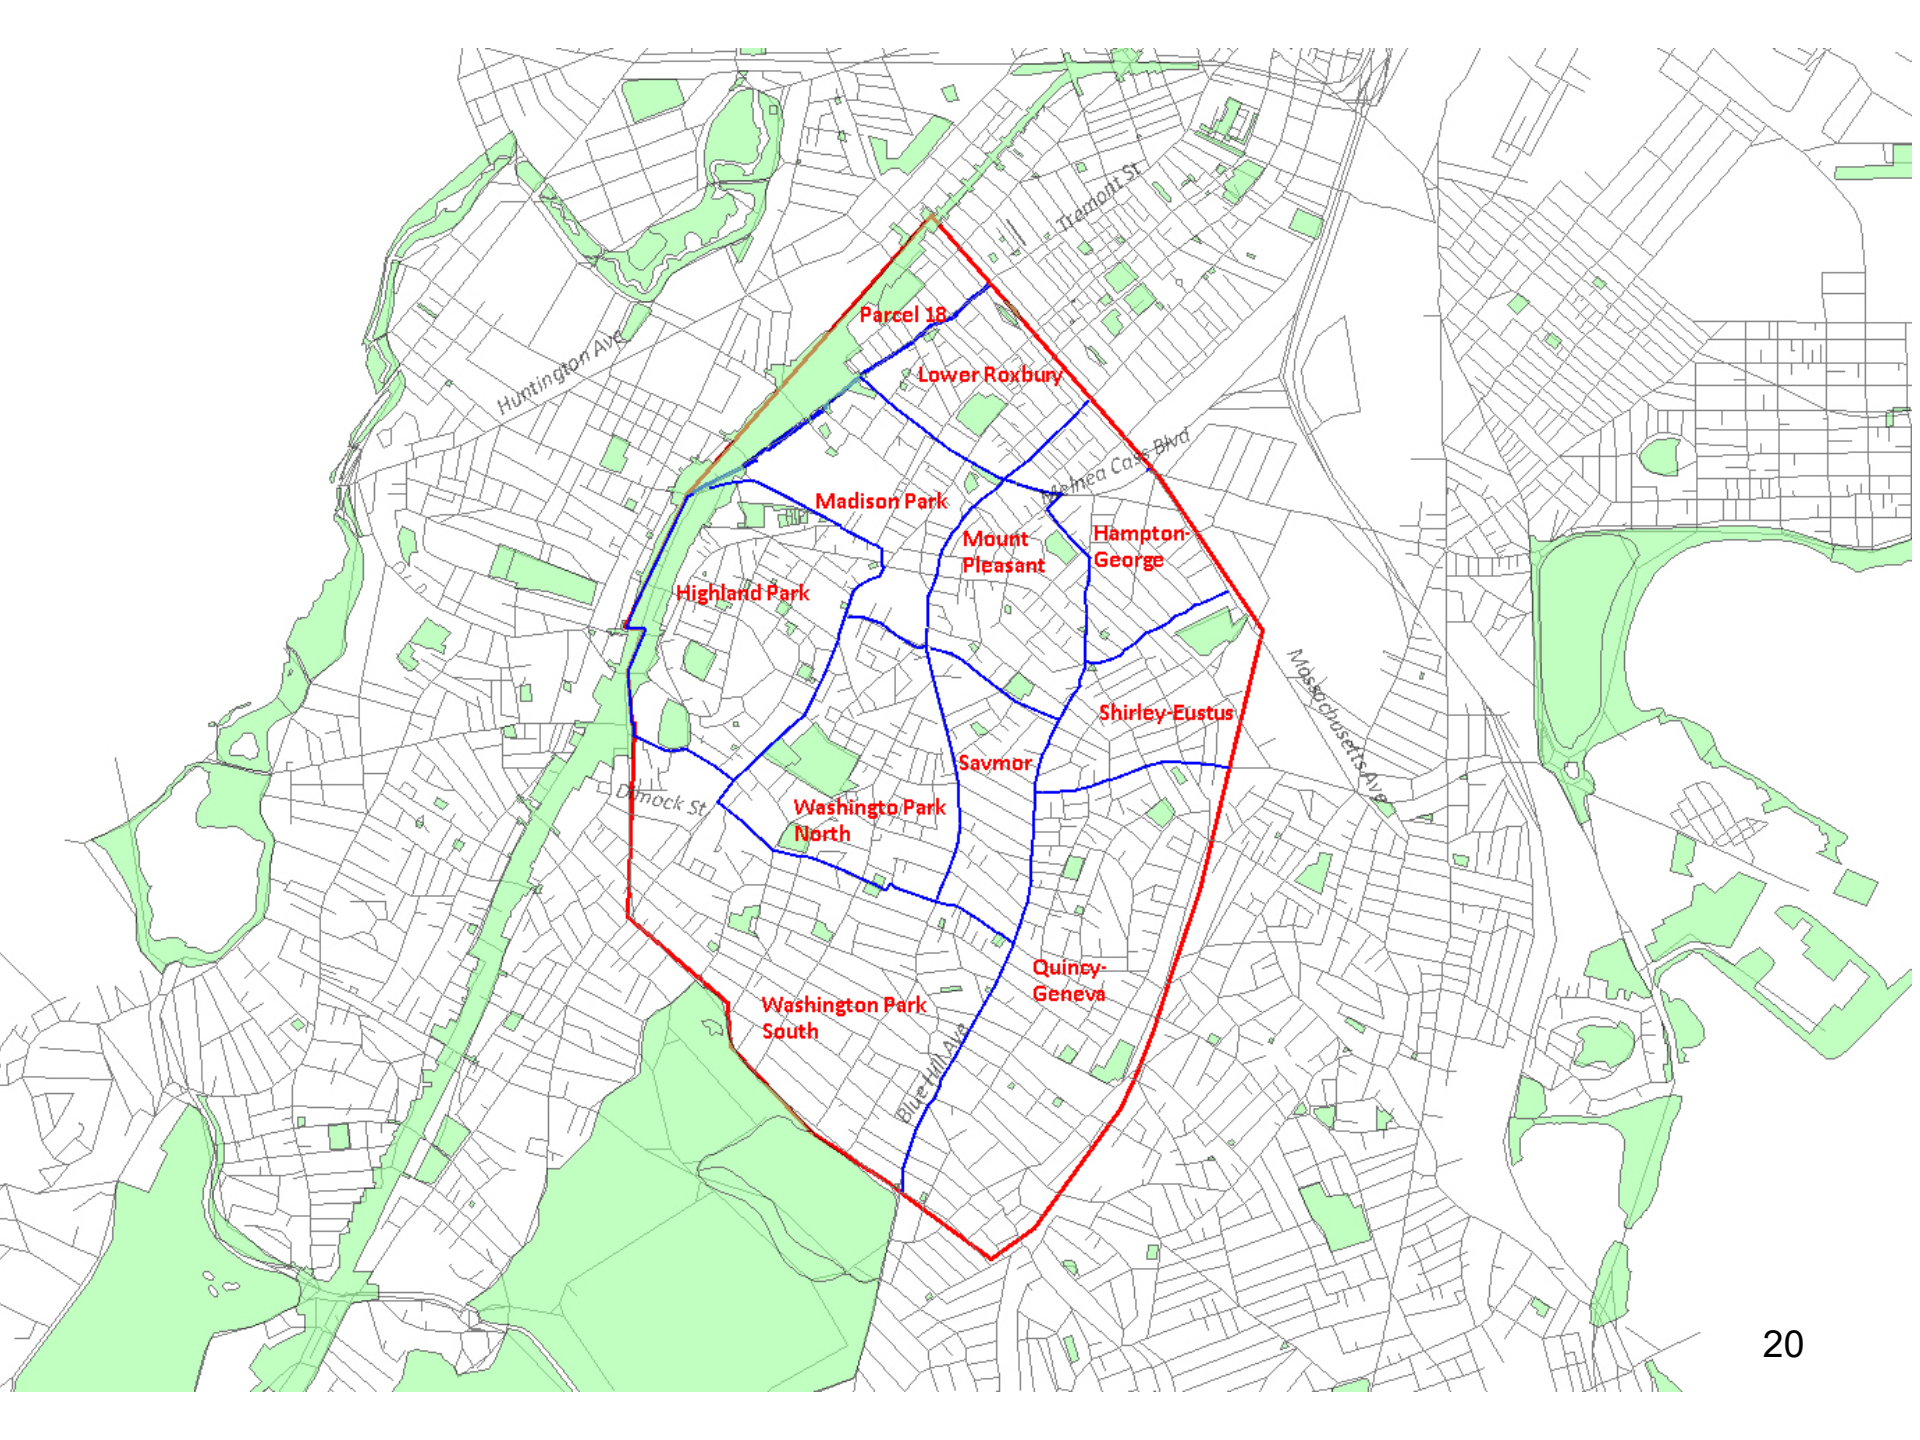 Tremont St
Parcel 18
Huntington Ave
Lower Roxbury
Melnea Cass Blvd
Madison Park
Mount
Pleasant
Hampton-
George
Highland Park
Massachusetts Ave
Shirley-Eustus
Savmor
Dimock St
Washingto Park
North
Quincy-
Geneva
Washington Park
South
Blue Hill Ave
20